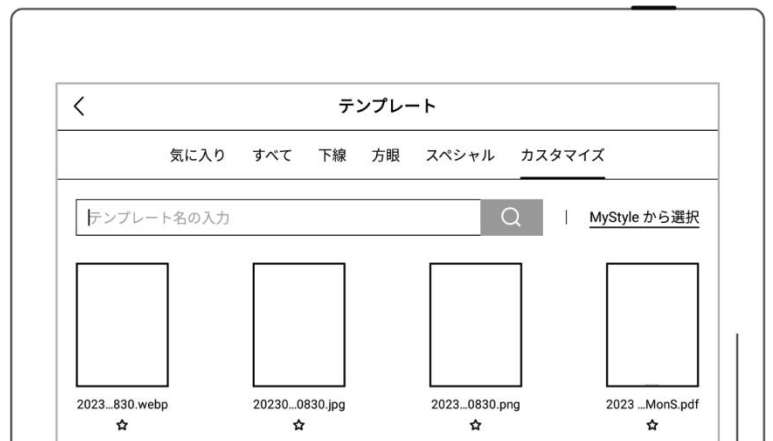 テンプレート
気に入り すべて 下線 方眼 スペシャル カスタマイズ
テンプレート名の入力 | MyStyle から選択
2023...830.webp 20230...0830.jpg 2023...0830.png 2023 ...MonS.pdf